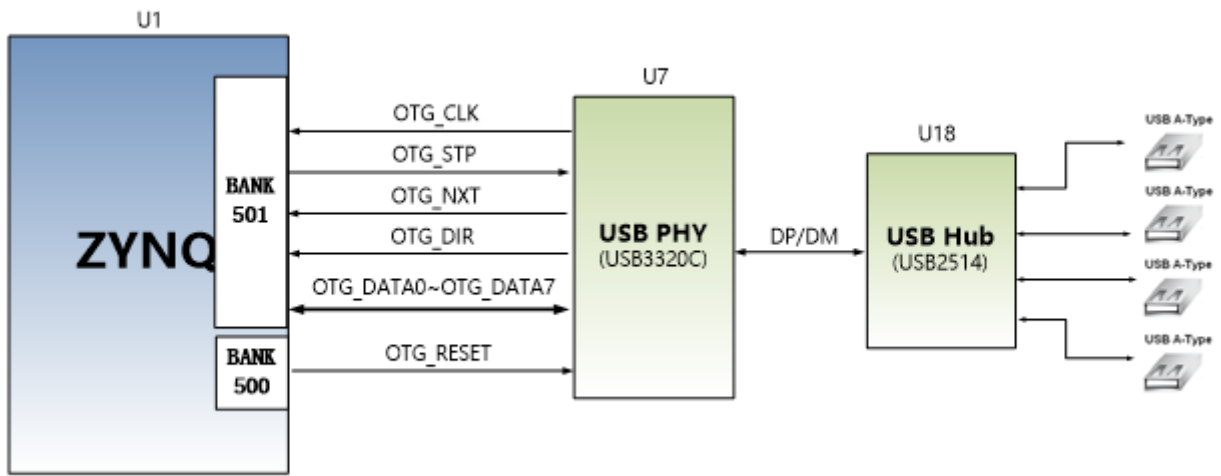 U1
ZYNQ
BANK
501
BANK
500
OTG_CLK
OTG_STP
OTG_NXT
OTG_DIR
OTG_DATA0~OTG_DATA7
OTG_RESET
U7
USB PHY
(USB3320C)
DP/DM
U18
USB Hub
(USB2514)
USB A-Type
USB A-Type
USB A-Type
USB A-Type